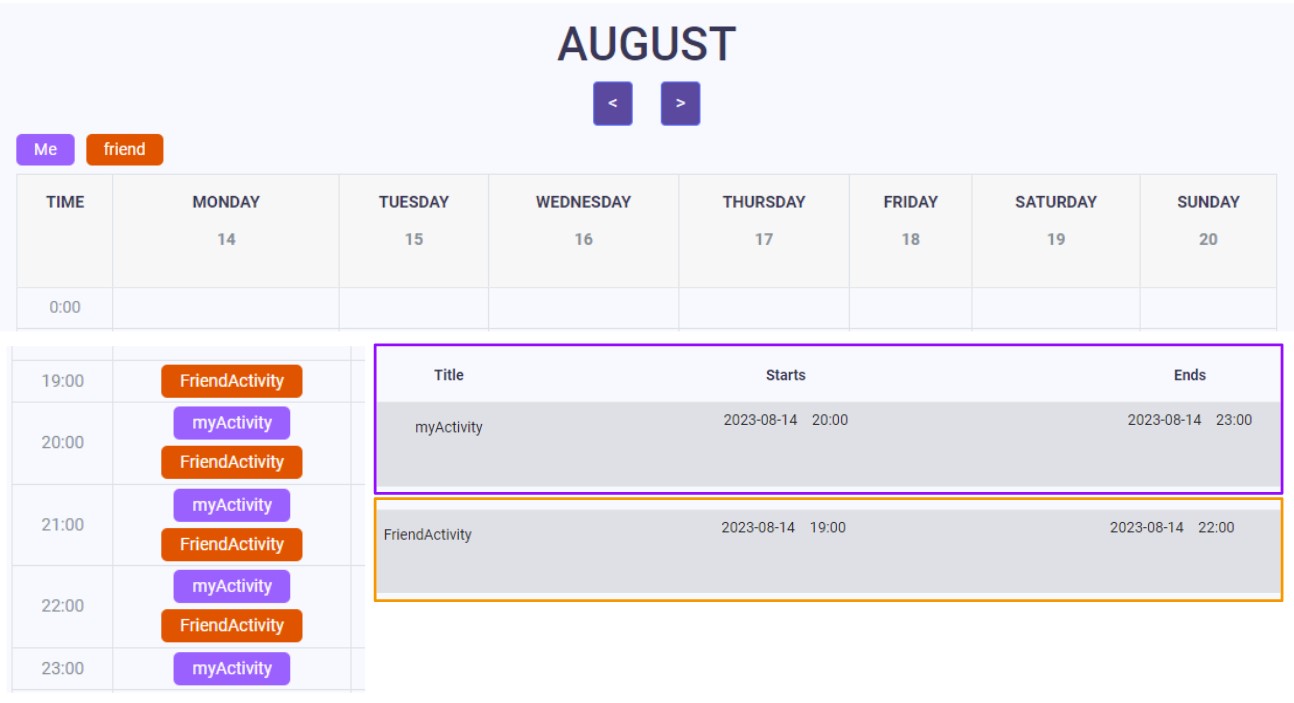 AUGUST
< >
Me friend
TIME MONDAY TUESDAY WEDNESDAY THURSDAY FRIDAY SATURDAY SUNDAY
14 15 16 17 18 19 20
0:00
19:00 FriendActivity
20:00 myActivity
FriendActivity
21:00 myActivity
FriendActivity
22:00 myActivity
FriendActivity
23:00 myActivity
Title Starts Ends
myActivity 2023-08-14 20:00 2023-08-14 23:00
FriendActivity 2023-08-14 19:00 2023-08-14 22:00